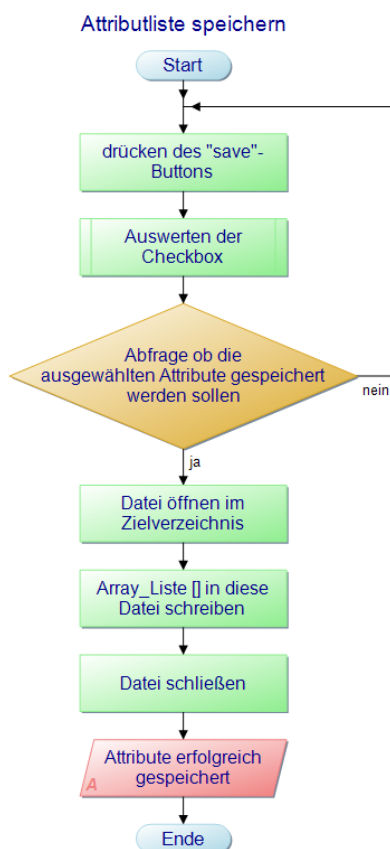 Attributliste speichern
Start
drücken des "save"-
Buttons
Auswerten der
Checkbox
Abfrage ob die
ausgewählten Attribute gespeichert
werden sollen
nein
ja
Datei öffnen im
Zielverzeichnis
Array_Liste [] in diese
Datei schreiben
Datei schließen
Attribute erfolgreich
gespeichert
A
Ende